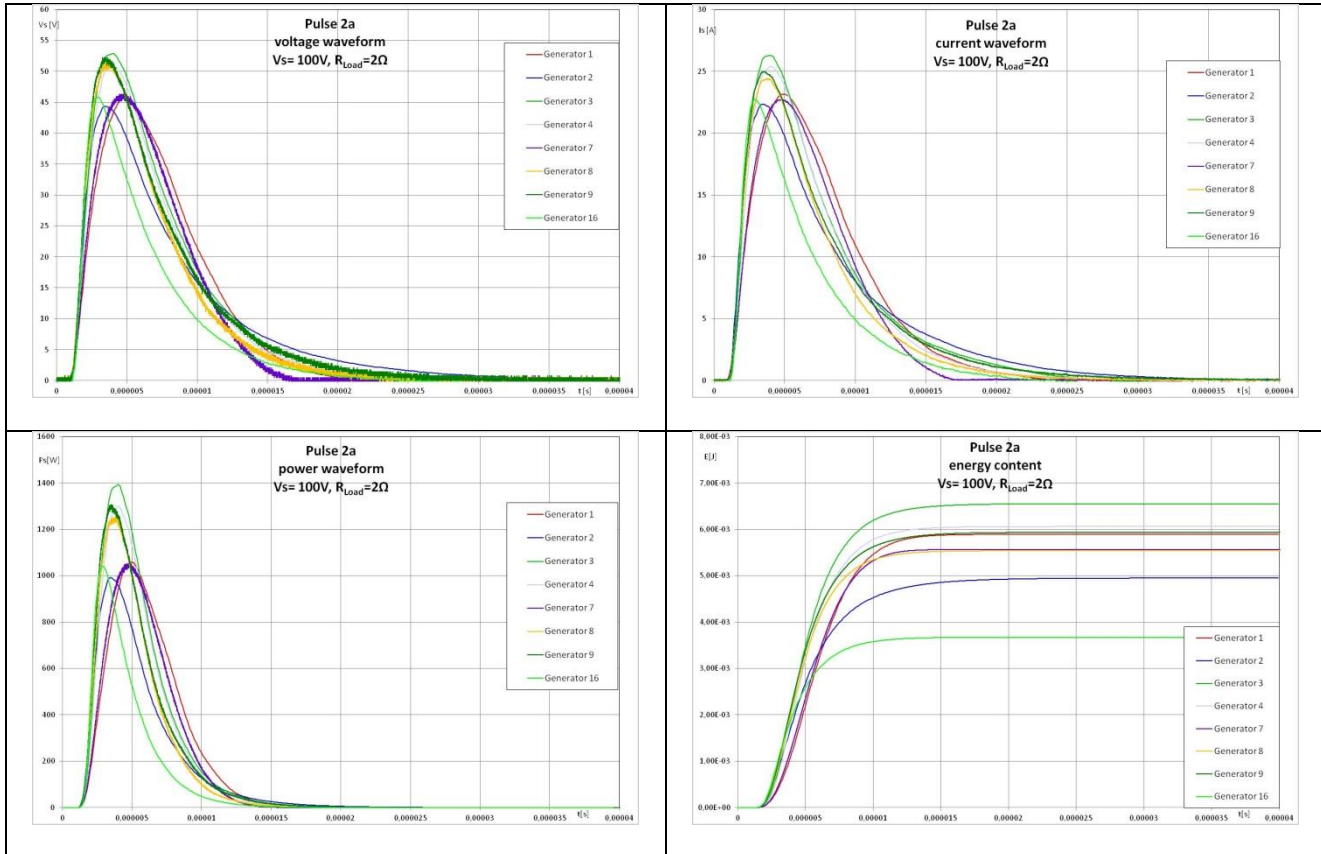 Vs [V]
Pulse 2a
voltage waveform
Vs= 100V, RLoad=2Ω
60
55
50
45
40
35
30
25
20
15
10
5
0
0
0,000005
0,00001
0,000015
0,00002
0,000025
0,00003
0,000035
t [s]
0,00004
Generator 1
Generator 2
Generator 3
Generator 4
Generator 7
Generator 8
Generator 9
Generator 16
Is [A]
Pulse 2a
current waveform
Vs= 100V, RLoad=2Ω
30
25
20
15
10
5
0
0
0,000005
0,00001
0,000015
0,00002
0,000025
0,00003
0,000035
t[s]
0,00004
Generator 1
Generator 2
Generator 3
Generator 4
Generator 7
Generator 8
Generator 9
Generator 16
Ps[W]
Pulse 2a
power waveform
Vs= 100V, RLoad=2Ω
1600
1400
1200
1000
800
600
400
200
0
0
0,000005
0,00001
0,000015
0,00002
0,000025
0,00003
0,000035
t[s]
0,00004
Generator 1
Generator 2
Generator 3
Generator 4
Generator 7
Generator 8
Generator 9
Generator 16
E[J]
Pulse 2a
energy content
Vs= 100V, RLoad=2Ω
8,00E-03
7,00E-03
6,00E-03
5,00E-03
4,00E-03
3,00E-03
2,00E-03
1,00E-03
0,00E+00
0
0,000005
0,00001
0,000015
0,00002
0,000025
0,00003
0,000035
t[s]
0,00004
Generator 1
Generator 2
Generator 3
Generator 4
Generator 7
Generator 8
Generator 9
Generator 16